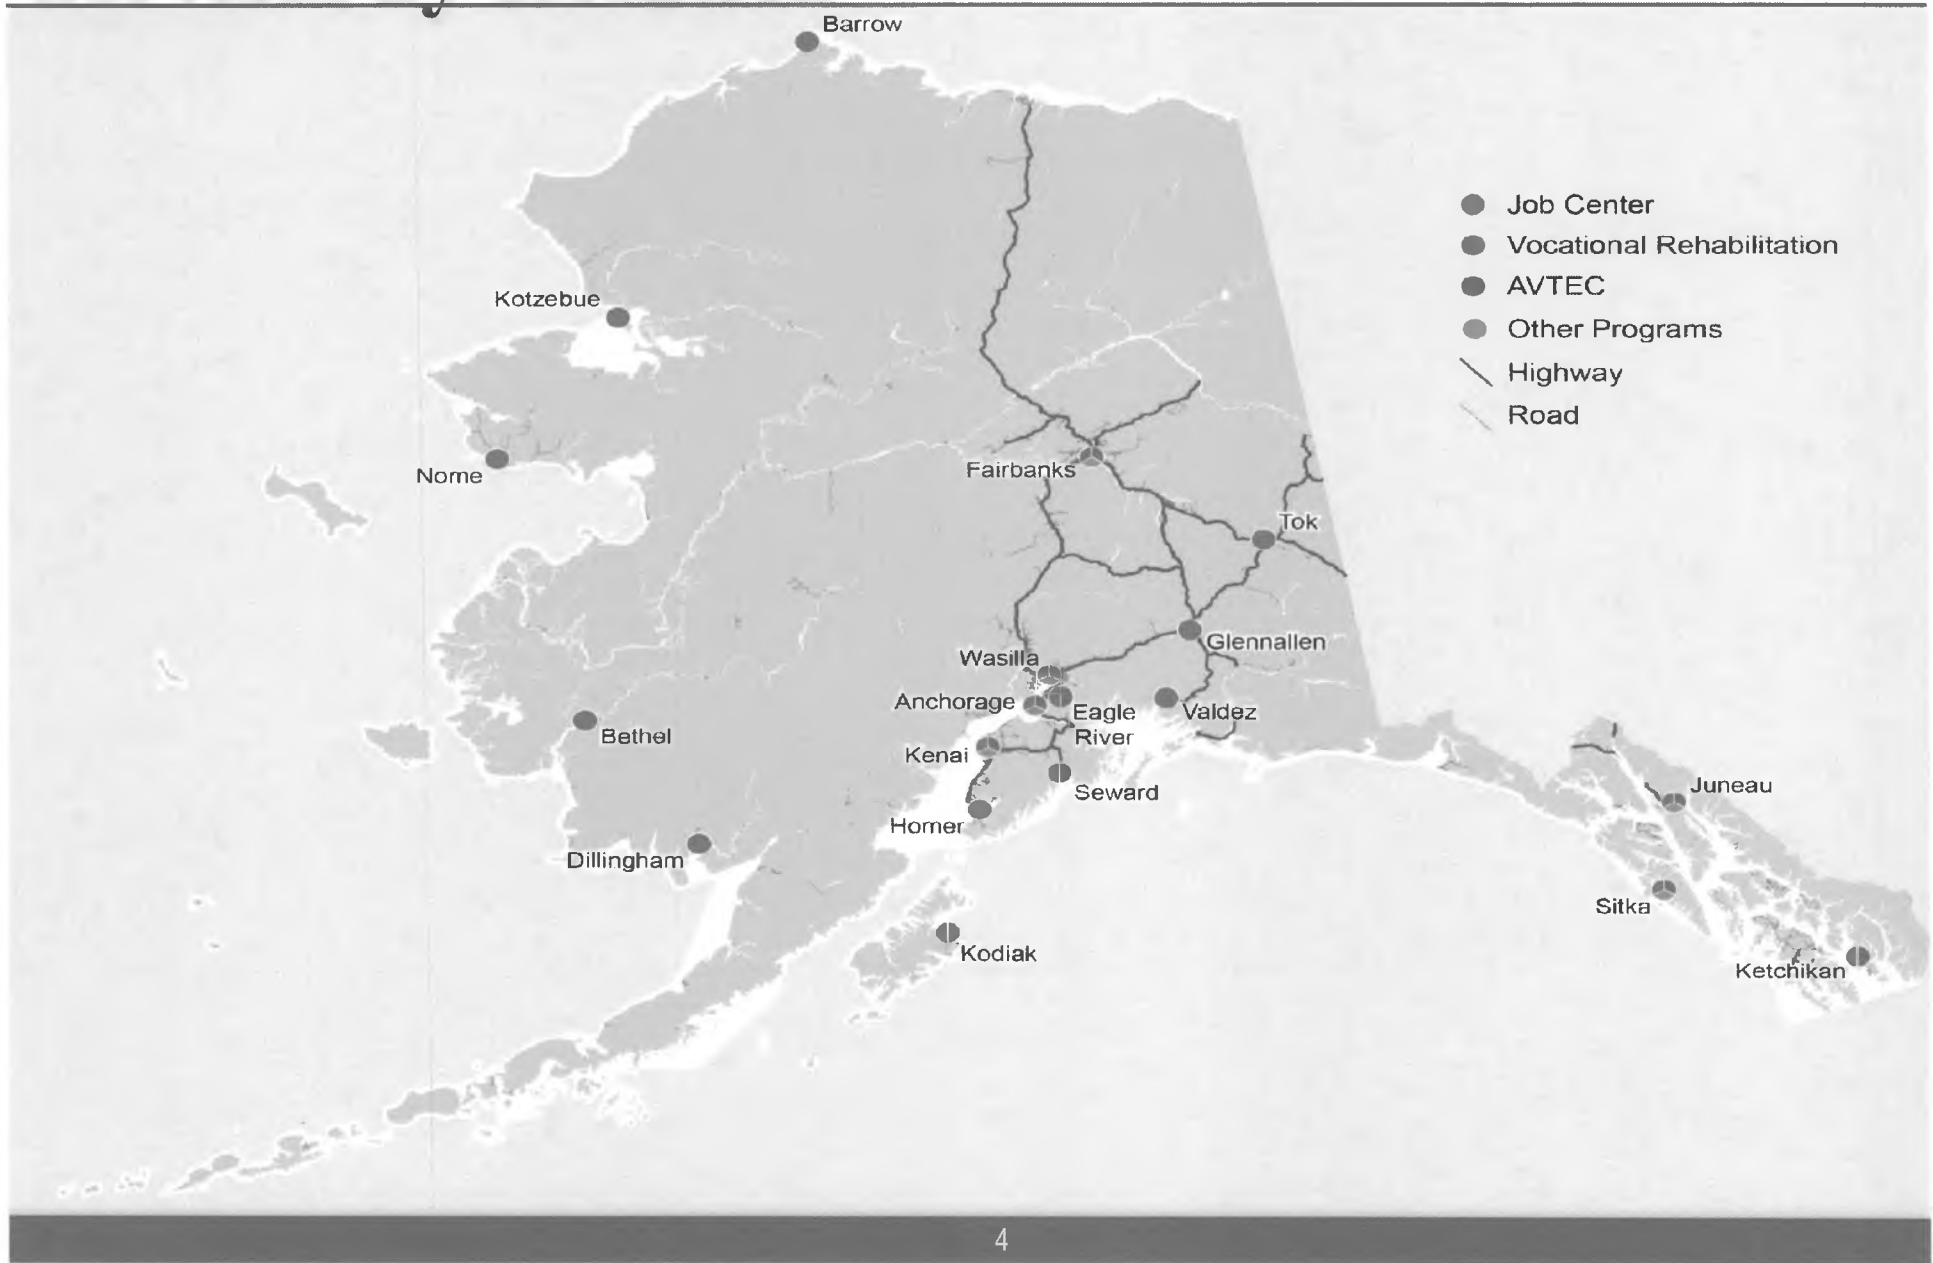 Barrow
Job Center
Vocational Rehabilitation
AVTEC
Other Programs
Highway
Road
Kotzebue
Nome
Fairbanks
Tok
Glennallen
Wasilla
Anchorage
Eagle
River
Valdez
Bethel
Kenai
Seward
Homer
Juneau
Dillingham
Sitka
Kodiak
Ketchikan
4